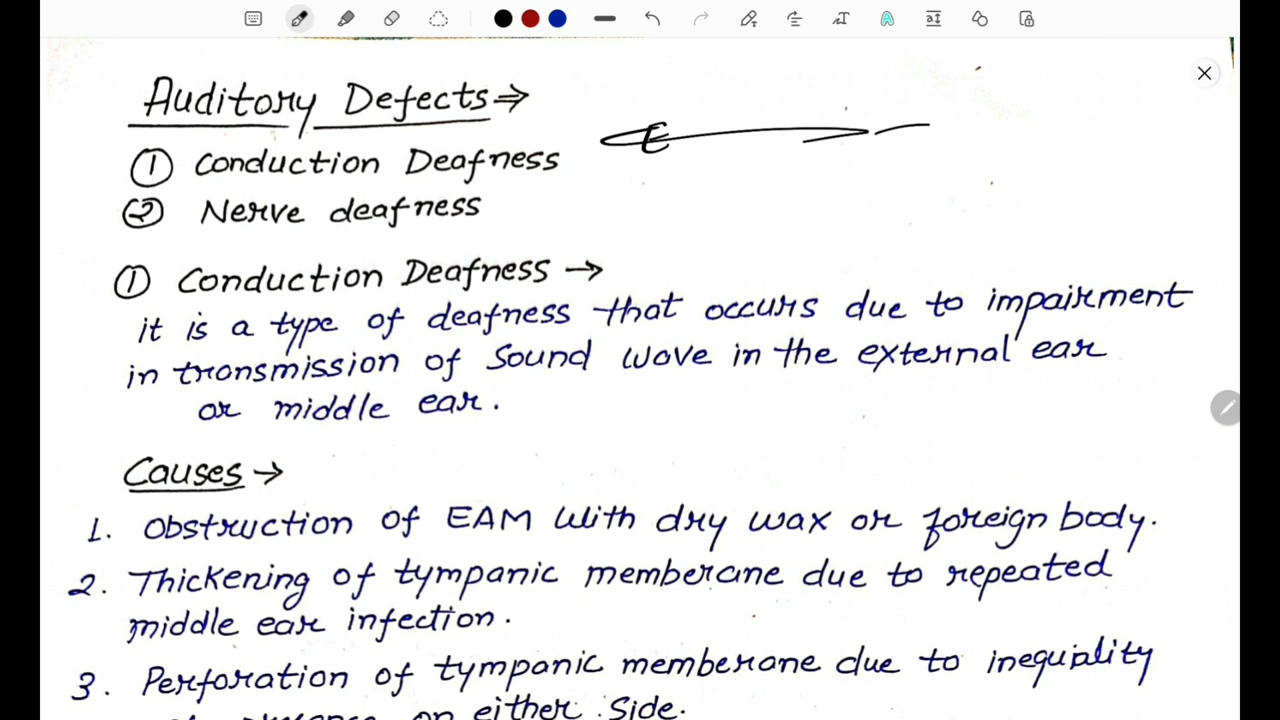 Auditory Defects ⇒
① Conduction Deafness
② Nerve deafness
① Conduction Deafness →
it is a type of deafness that occurs due to impairment
in transmission of Sound wave in the external ear
or middle ear.
Causes →
1. Obstruction of EAM with dry wax or foreign body.
2. Thickening of tympanic memberane due to repeated
middle ear infection.
3. Perforation of tympanic memberane due to inequality
on either Side.